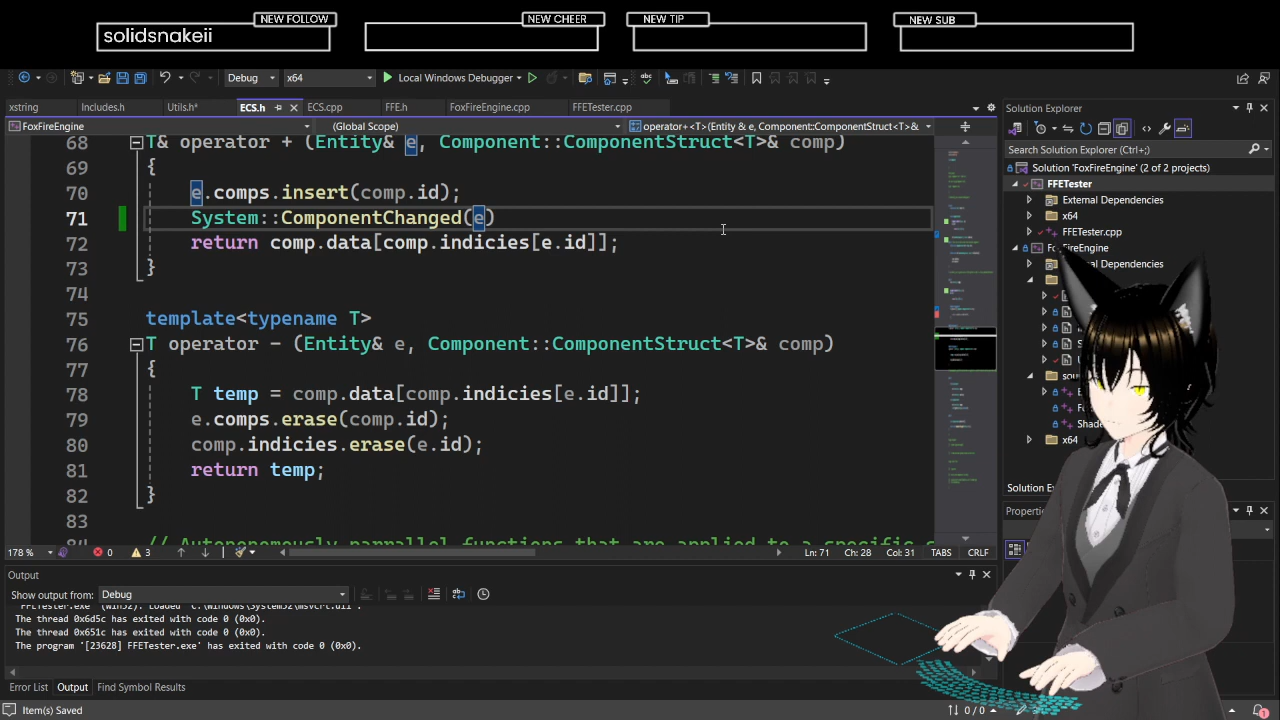 NEW FOLLOW
NEW CHEER
NEW TIP
NEW SUB
solidsnakeii
Debug
x64
Local Windows Debugger
xstring
Includes.h
Utils.h*
ECS.h
ECS.cpp
FFE.h
FoxFireEngine.cpp
FFETester.cpp
FoxFireEngine
(Global Scope)
operator+<T>(Entity & e, Component::ComponentStruct<T>&
68 T& operator + (Entity& e, Component::ComponentStruct<T>& comp)
69 {
70 e.comps.insert(comp.id);
71 System::ComponentChanged(e)
72 return comp.data[comp.indicies[e.id]];
73 }
74
75 template<typename T>
76 T operator - (Entity& e, Component::ComponentStruct<T>& comp)
77 {
78 T temp = comp.data[comp.indicies[e.id]];
79 e.comps.erase(comp.id);
80 comp.indicies.erase(e.id);
81 return temp;
82 }
83
178 %
0
3
Ln: 71
Ch: 28
Col: 31
TABS
CRLF
Solution Explorer
Search Solution Explorer (Ctrl+;)
Solution 'FoxFireEngine' (2 of 2 projects)
FFETester
External Dependencies
x64
FFETester.cpp
x64
Output
Show output from:
Debug
The thread 0x6d5c has exited with code 0 (0x0).
The thread 0x651c has exited with code 0 (0x0).
The program '[23628] FFETester.exe' has exited with code 0 (0x0).
Error List
Output
Find Symbol Results
Item(s) Saved
0 / 0